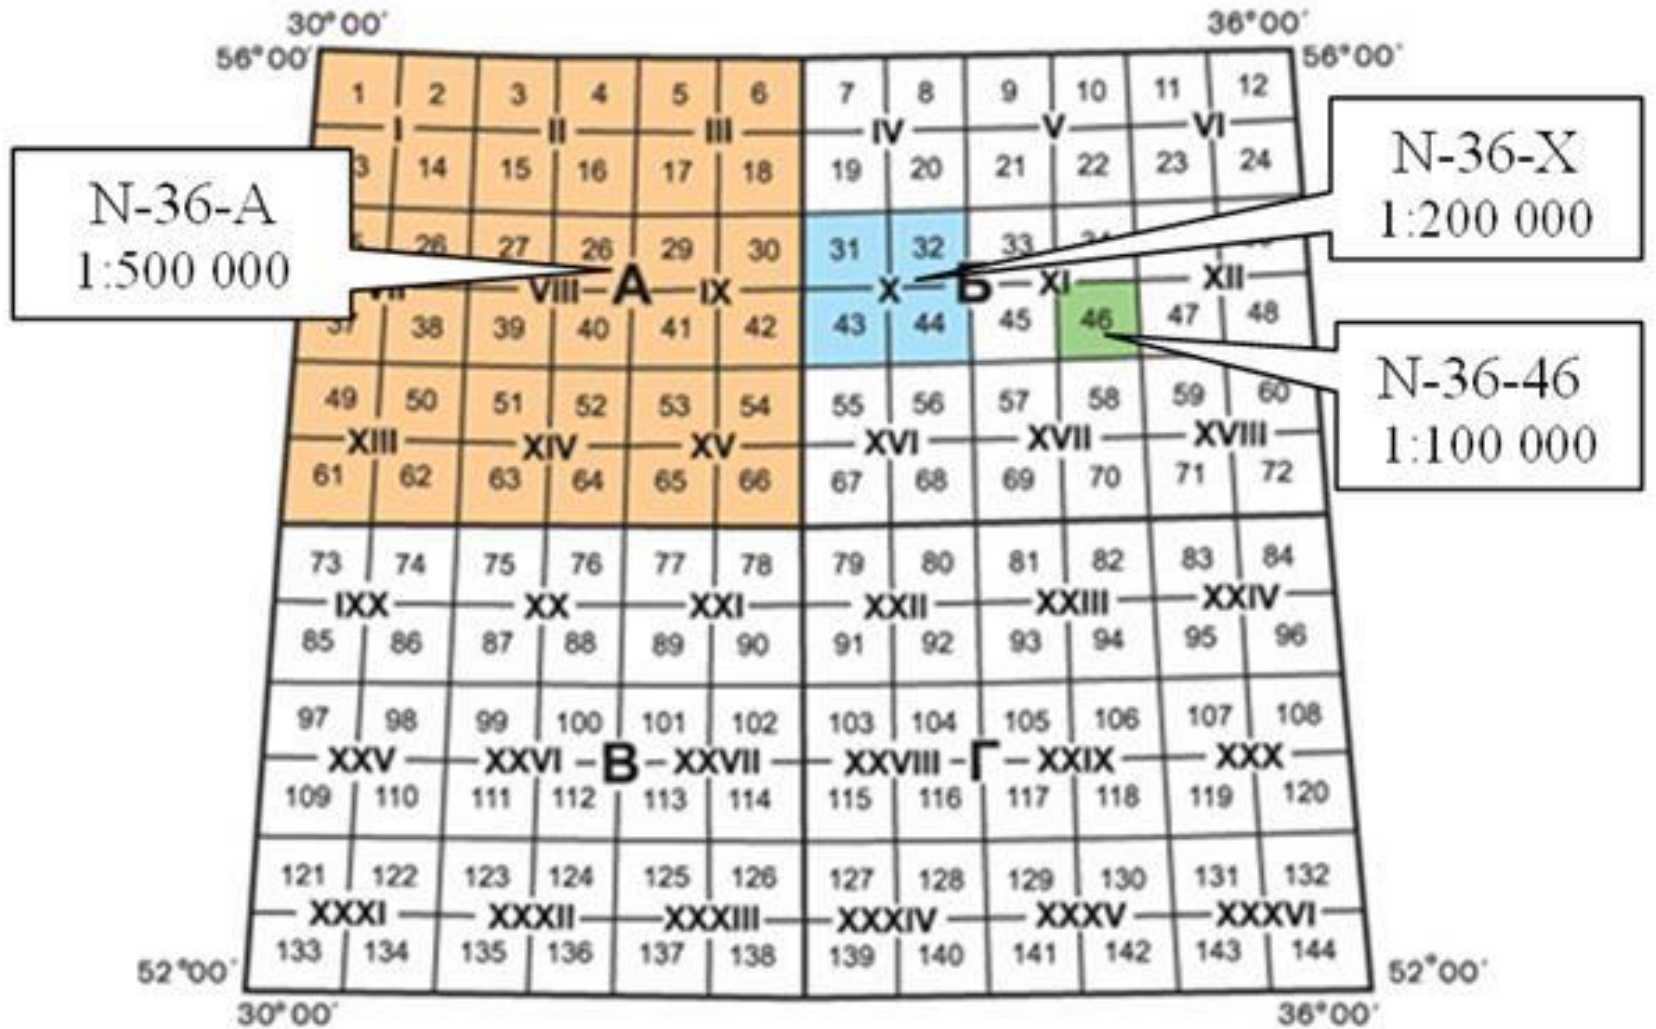 30°00′ 36°00′
56°00′ 56°00′
1 2 3 4 5 6 7 8 9 10 11 12
I II III IV V VI
3 14 15 16 17 18 19 20 21 22 23 24
N-36-A
1:500 000
N-36-X
1:200 000
26 27 26 29 30 31 32 33
VIII A IX X Б XI XII
37 38 39 40 41 42 43 44 45 46 47 48
N-36-46
1:100 000
49 50 51 52 53 54 55 56 57 58 59 60
XIII XIV XV XVI XVII XVIII
61 62 63 64 65 66 67 68 69 70 71 72
73 74 75 76 77 78 79 80 81 82 83 84
IXX XX XXI XXII XXIII XXIV
85 86 87 88 89 90 91 92 93 94 95 96
97 98 99 100 101 102 103 104 105 106 107 108
XXV XXVI В XXVII XXVIII Г XXIX XXX
109 110 111 112 113 114 115 116 117 118 119 120
121 122 123 124 125 126 127 128 129 130 131 132
XXXI XXXII XXXIII XXXIV XXXV XXXVI
133 134 135 136 137 138 139 140 141 142 143 144
52°00′ 52°00′
30°00′ 36°00′